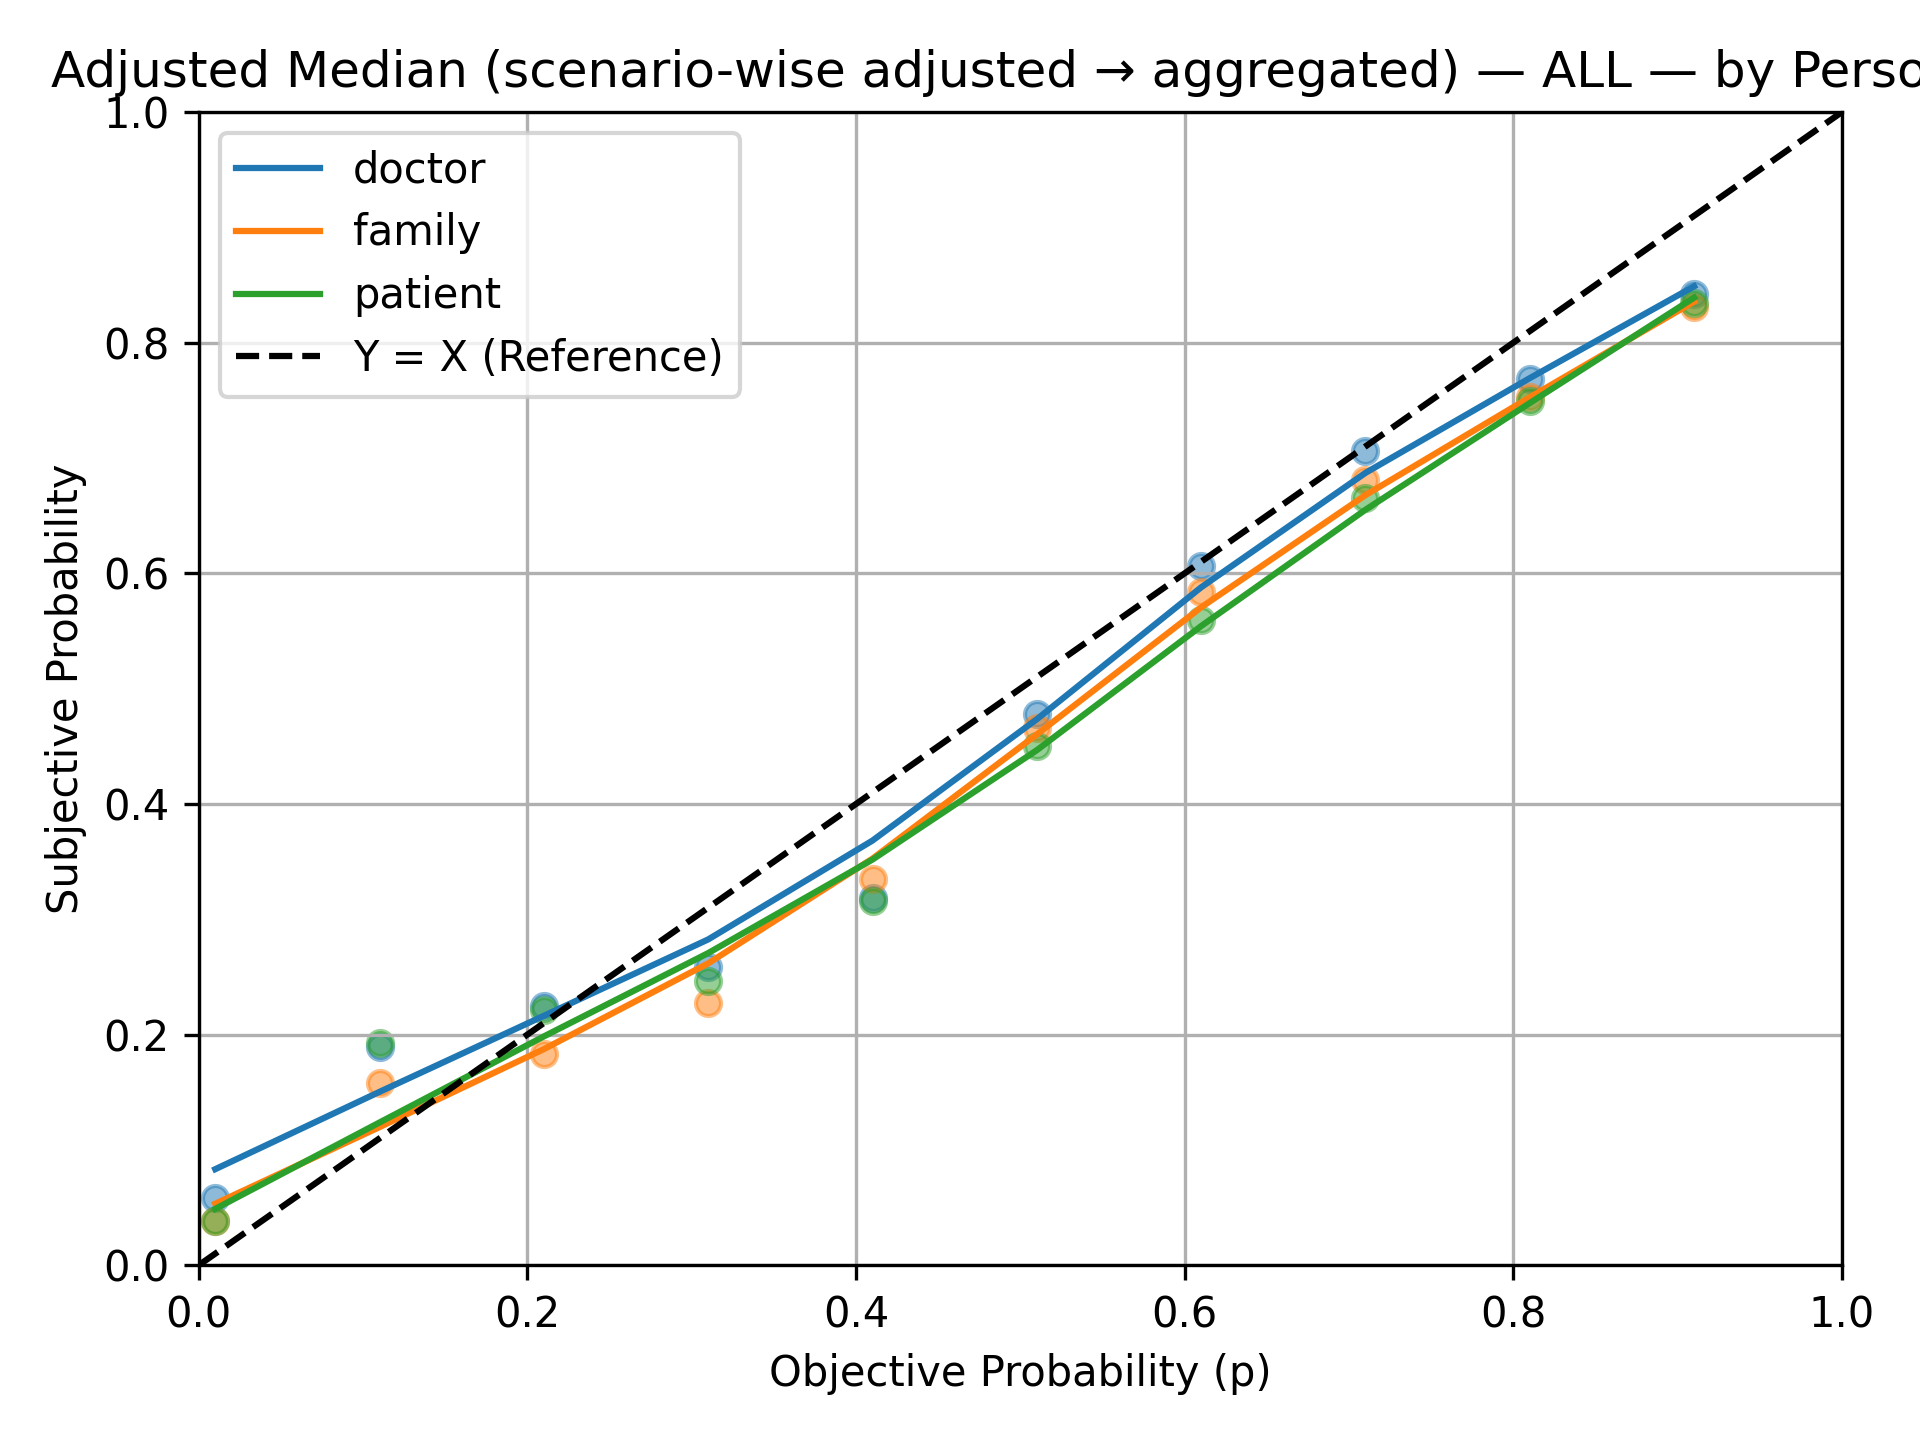 Adjusted Median (scenario-wise adjusted → aggregated) — ALL — by Perso
doctor
family
patient
Y = X (Reference)
1.0
0.8
0.6
0.4
0.2
0.0
Subjective Probability
0.0 0.2 0.4 0.6 0.8 1.0
Objective Probability (p)